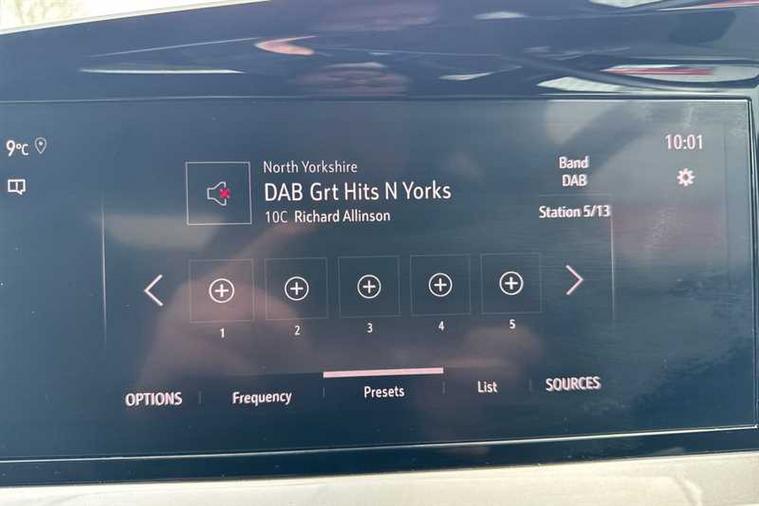 9°C
10:01
North Yorkshire
DAB Grt Hits N Yorks
10C Richard Allinson
Band
DAB
Station 5/13
1 2 3 4 5
OPTIONS Frequency Presets List SOURCES